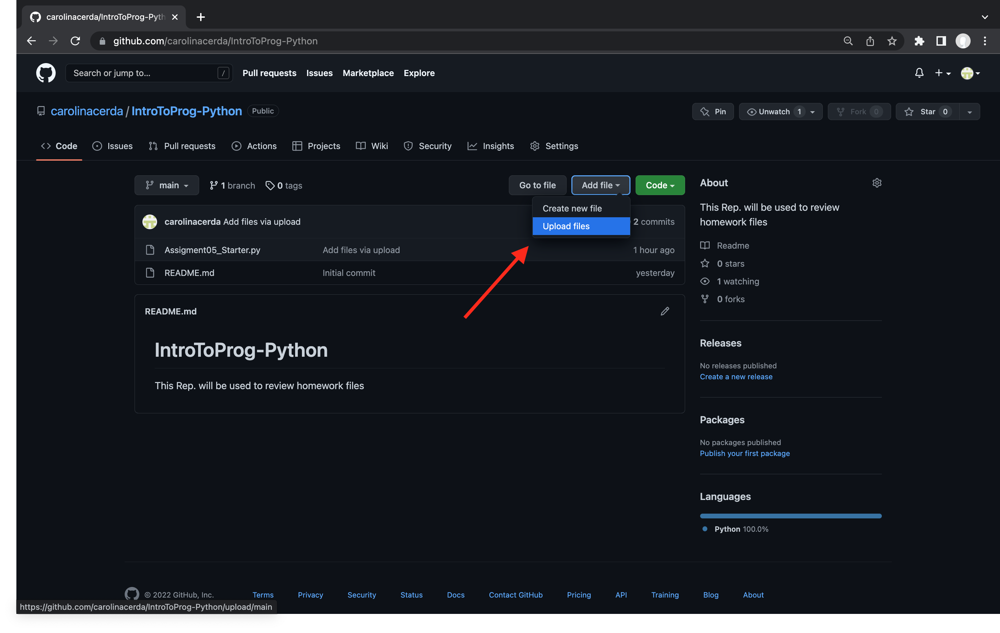 carolinacerda/IntroToProg-Pyth
github.com/carolinacerda/IntroToProg-Python
Search or jump to... /
Pull requests Issues Marketplace Explore
carolinacerda / IntroToProg-Python Public
Pin Unwatch 1 Fork 0 Star 0
Code Issues Pull requests Actions Projects Wiki Security Insights Settings
main 1 branch 0 tags Go to file Add file Code
Create new file
Upload files
carolinacerda Add files via upload 2 commits
Assigment05_Starter.py Add files via upload 1 hour ago
README.md Initial commit yesterday
README.md
IntroToProg-Python
This Rep. will be used to review homework files
About
This Rep. will be used to review
homework files
Readme
0 stars
1 watching
0 forks
Releases
No releases published
Create a new release
Packages
No packages published
Publish your first package
Languages
Python 100.0%
© 2022 GitHub, Inc. Terms Privacy Security Status Docs Contact GitHub Pricing API Training Blog About
https://github.com/carolinacerda/IntroToProg-Python/upload/main